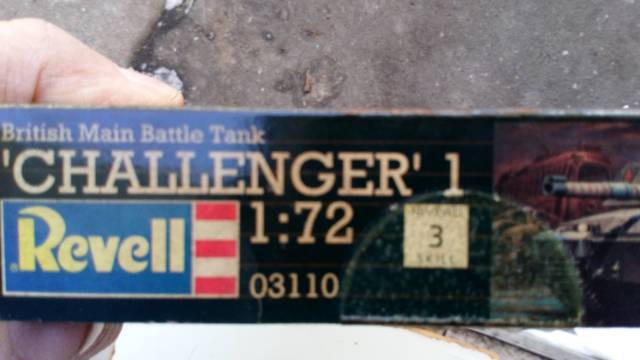 British Main Battle Tank
'CHALLENGER' 1
Revell
1:72
03110
3
SKILL